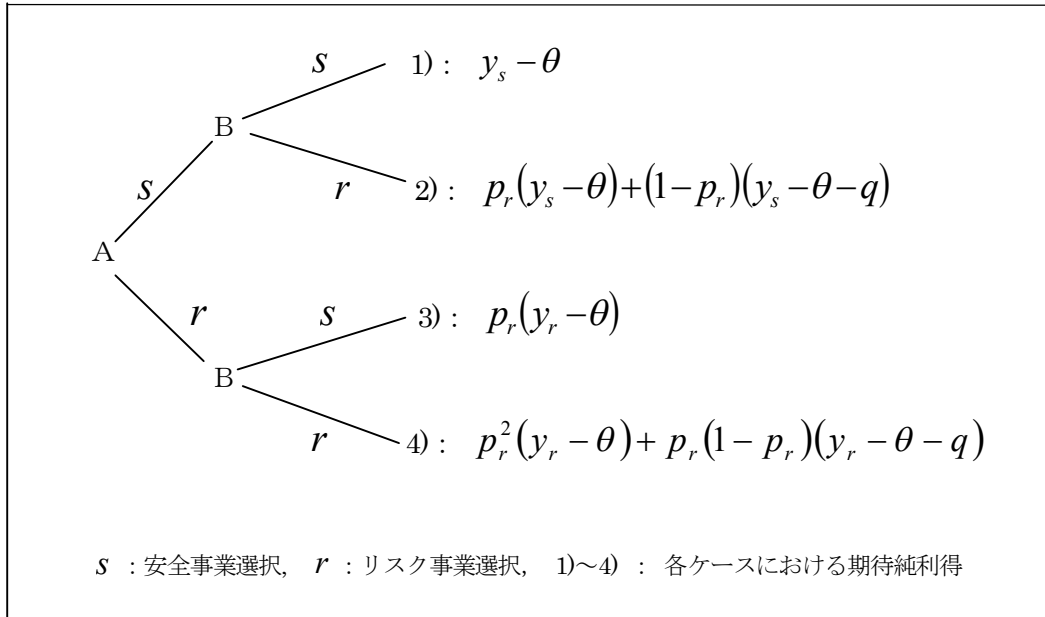 s 1) : y_s − θ
B
r 2) : p_r(y_s − θ) + (1 − p_r)(y_s − θ − q)
s
A
r s 3) : p_r(y_r − θ)
B
r 4) : p_r^2(y_r − θ) + p_r(1 − p_r)(y_r − θ − q)
s : 安全事業選択, r : リスク事業選択, 1)～4) : 各ケースにおける期待純利得